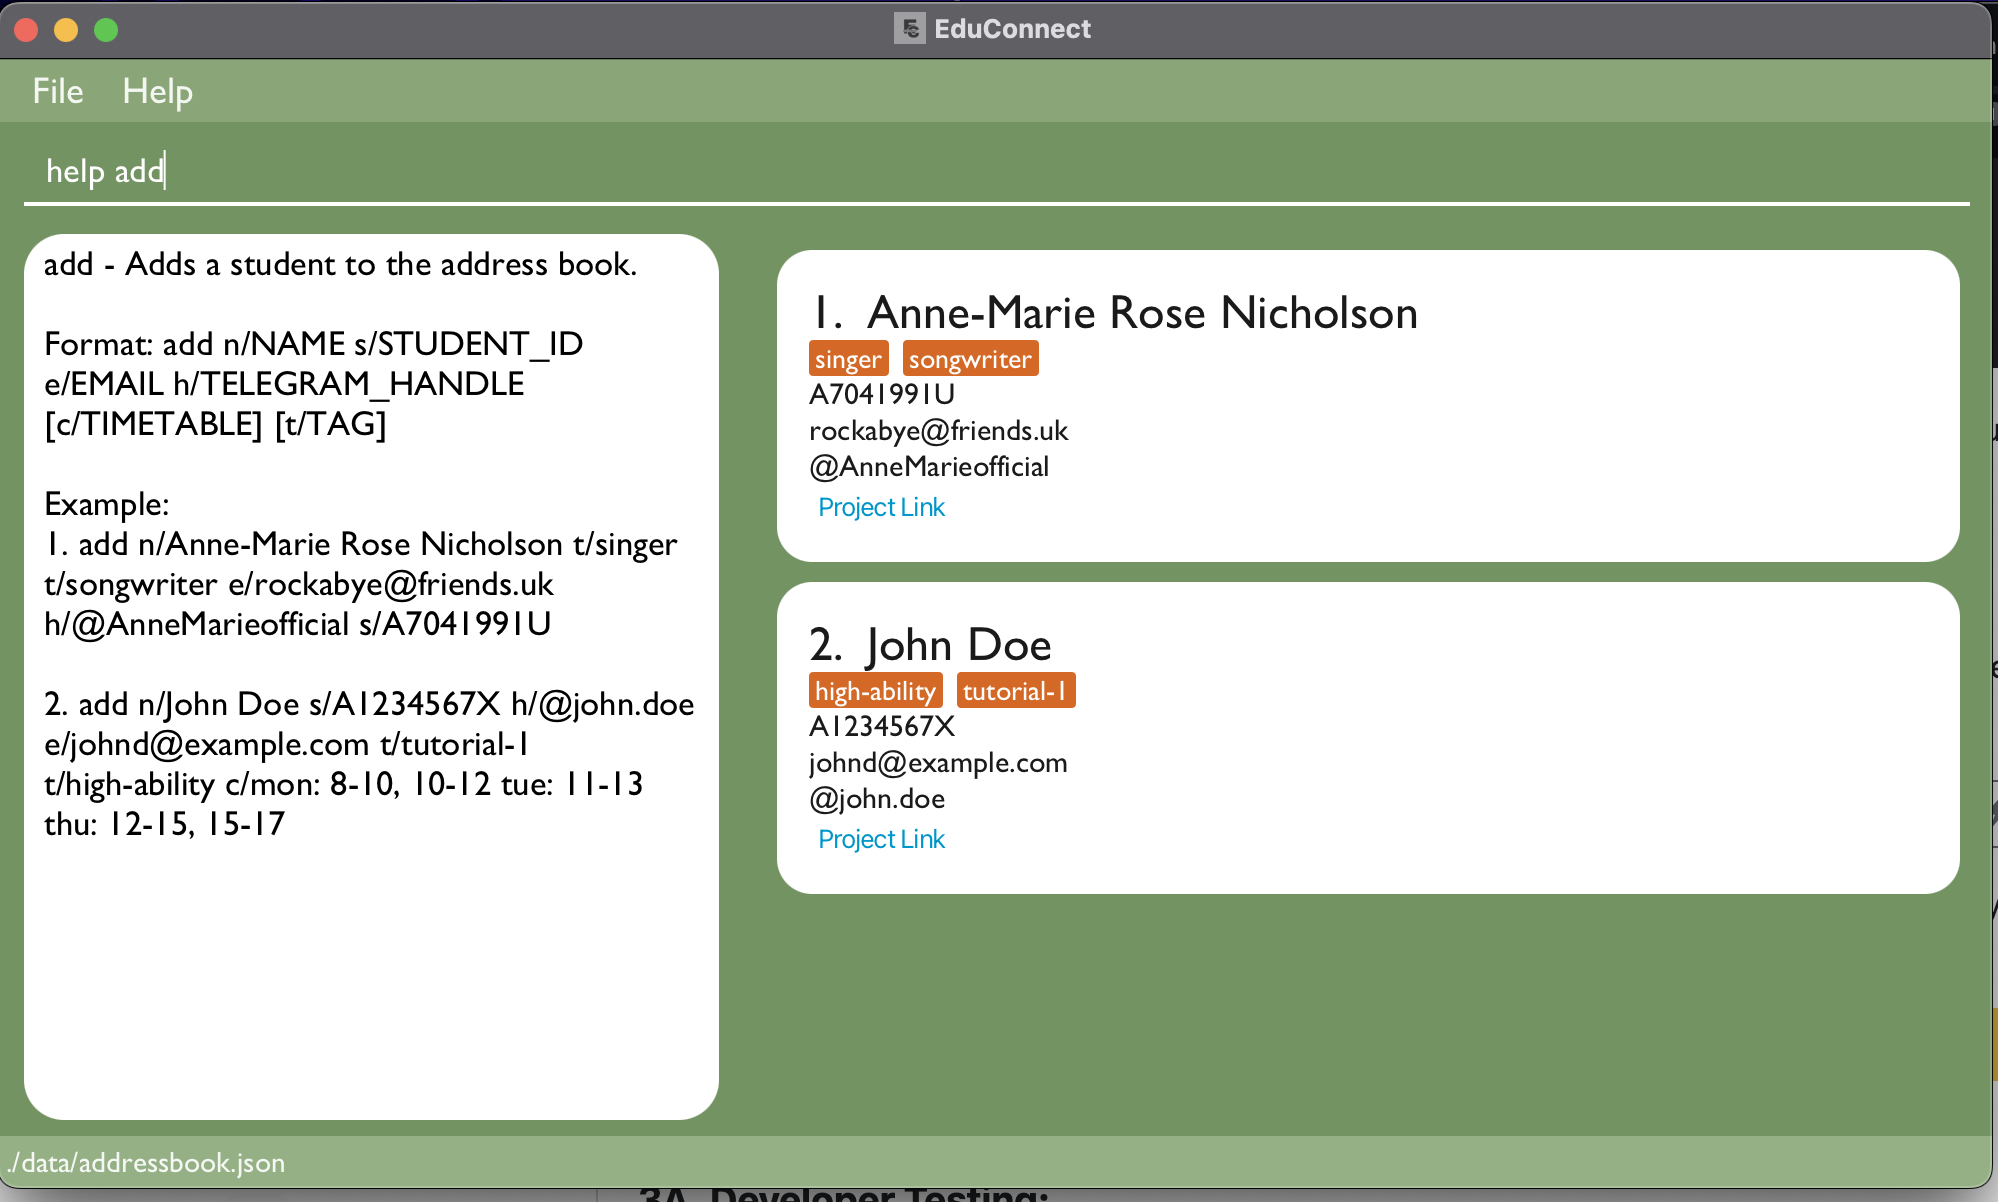 EduConnect
File Help
help add
add - Adds a student to the address book.
Format: add n/NAME s/STUDENT_ID
e/EMAIL h/TELEGRAM_HANDLE
[c/TIMETABLE] [t/TAG]
Example:
1. add n/Anne-Marie Rose Nicholson t/singer
t/songwriter e/rockabye@friends.uk
h/@AnneMarieofficial s/A7041991U
2. add n/John Doe s/A1234567X h/@john.doe
e/johnd@example.com t/tutorial-1
t/high-ability c/mon: 8-10, 10-12 tue: 11-13
thu: 12-15, 15-17
1. Anne-Marie Rose Nicholson
singer songwriter
A7041991U
rockabye@friends.uk
@AnneMarieofficial
Project Link
2. John Doe
high-ability tutorial-1
A1234567X
johnd@example.com
@john.doe
Project Link
./data/addressbook.json
3A. Developer Testing: